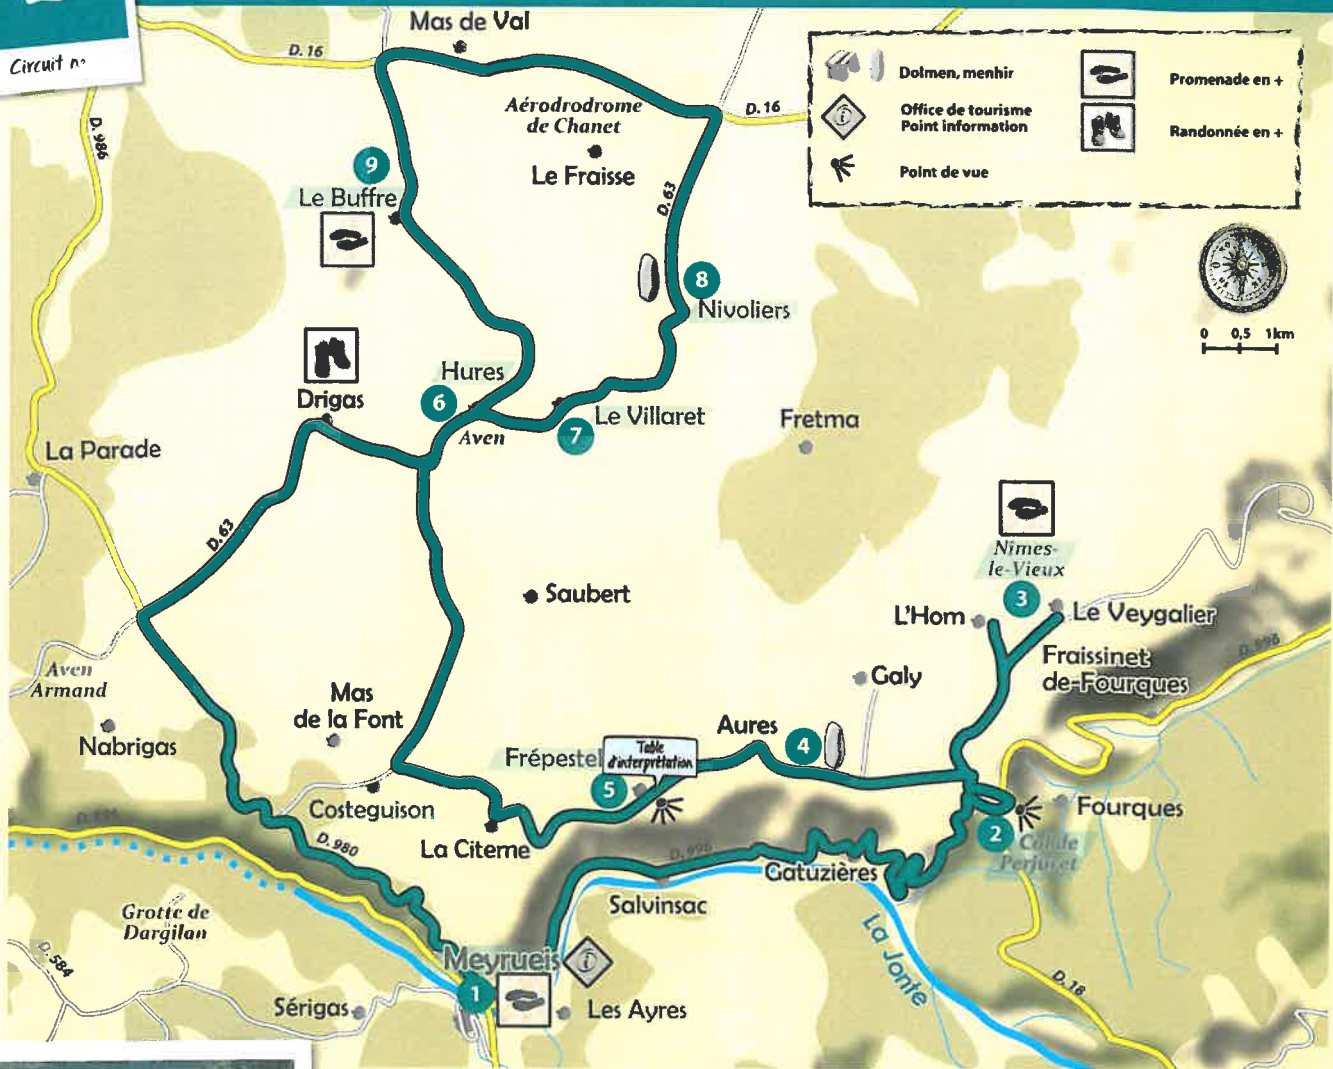 Circuit n°
Mas de Val
D. 16
D. 986
Aérodrodrome
de Chanet
Le Fraisse
D. 16
D. 63
Dolmen, menhir
Office de tourisme
Point information
Point de vue
Promenade en +
Randonnée en +
0 0,5 1km
9
Le Buffre
8
Nivoliers
Hures
6
Aven
Drigas
7
Le Villaret
Fretma
La Parade
D. 63
Nîmes-
le-Vieux
3
L'Hom
Le Veygalier
Saubert
Fraissinet
de-Fourques
D. 996
Aven
Armand
Galy
Mas
de la Font
Nabrigas
Aures
4
Frépestel
Table
d'interprétation
5
Costeguison
Fourques
2
Col de
Perjuret
La Citerne
D. 980
D. 996
D. 996
Gatuzières
Salvinsac
La Jonte
Grotte de
Dargilan
D. 584
Meyrueis
1
Sérigas
Les Ayres
D. 18